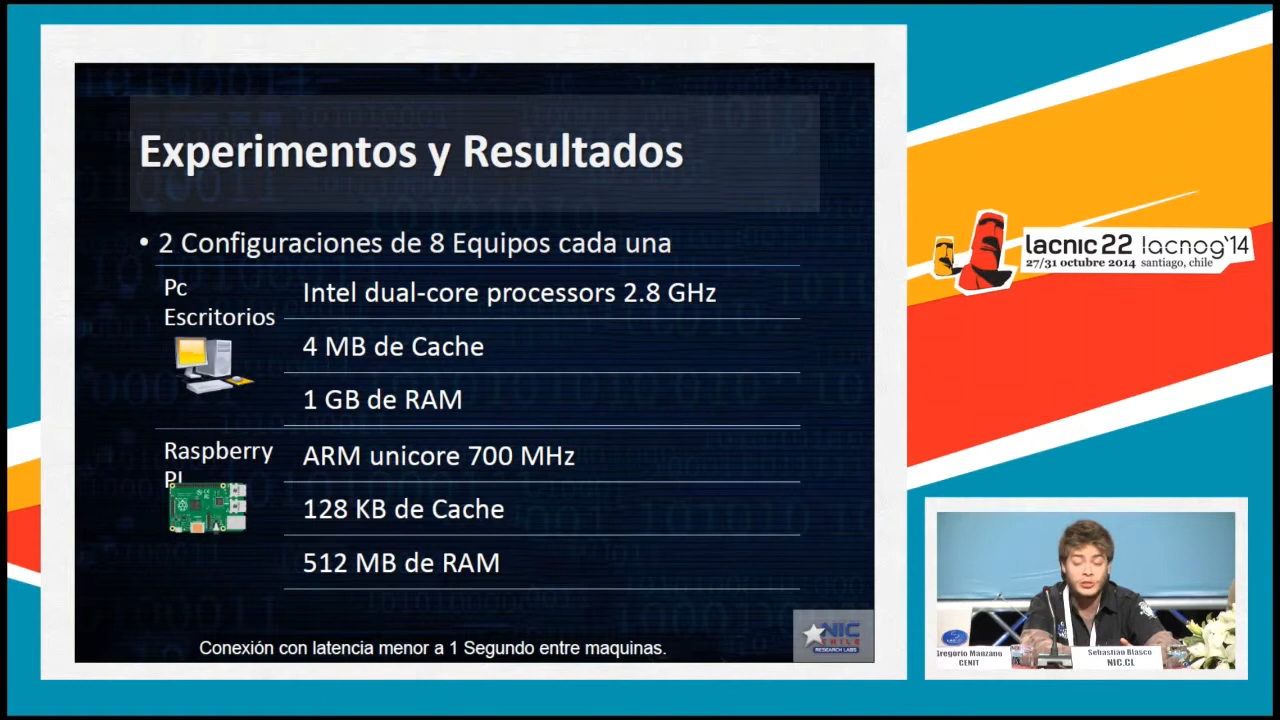 Experimentos y Resultados
• 2 Configuraciones de 8 Equipos cada una
Pc
Escritorios
Intel dual-core processors 2.8 GHz
4 MB de Cache
1 GB de RAM
Raspberry
PI
ARM unicore 700 MHz
128 KB de Cache
512 MB de RAM
Conexión con latencia menor a 1 Segundo entre maquinas.
NIC
CHILE
RESEARCH LABS
lacnic 22 lacnog'14
27/31 octubre 2014 santiago, chile
Gregorio Manzano
CENIT
Sebastian Blasco
NIC.CL